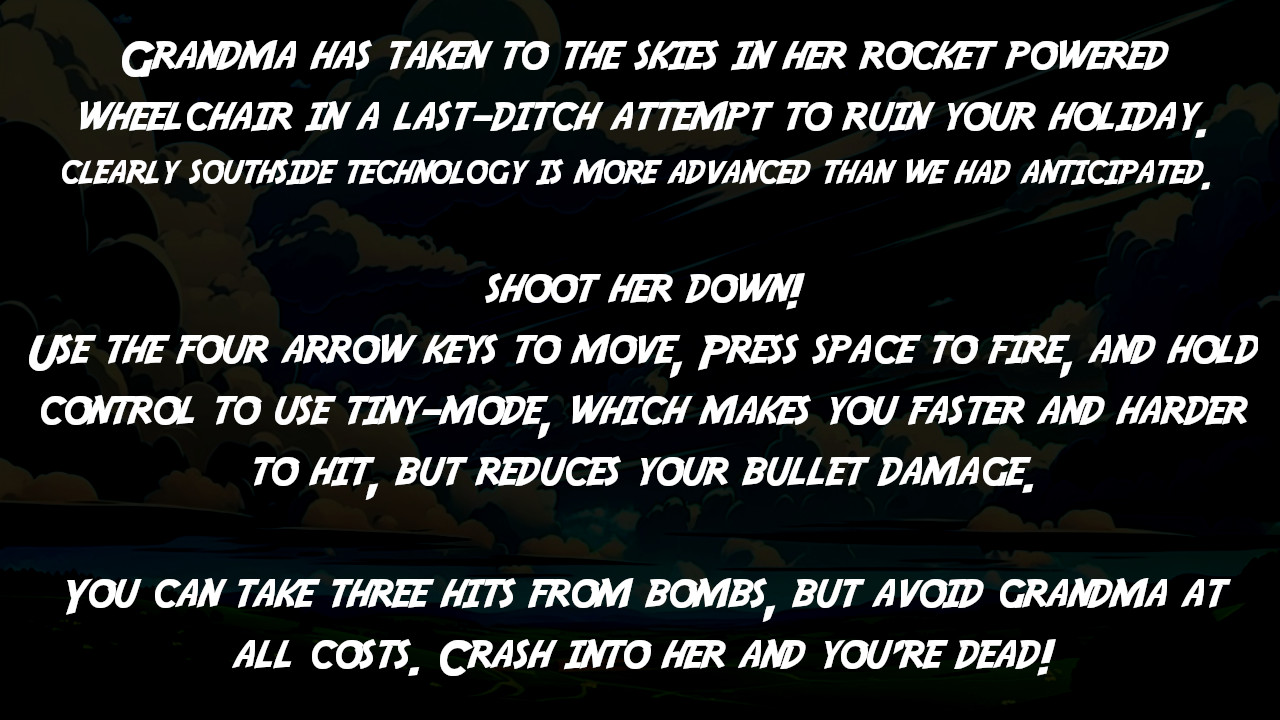 Grandma has taken to the skies in her rocket powered
wheelchair in a last-ditch attempt to ruin your holiday.
clearly southside technology is more advanced than we had anticipated.
shoot her down!
Use the four arrow keys to move, Press space to fire, and hold
control to use tiny-mode, which makes you faster and harder
to hit, but reduces your bullet damage.
You can take three hits from bombs, but avoid grandma at
all costs. Crash into her and you're dead!